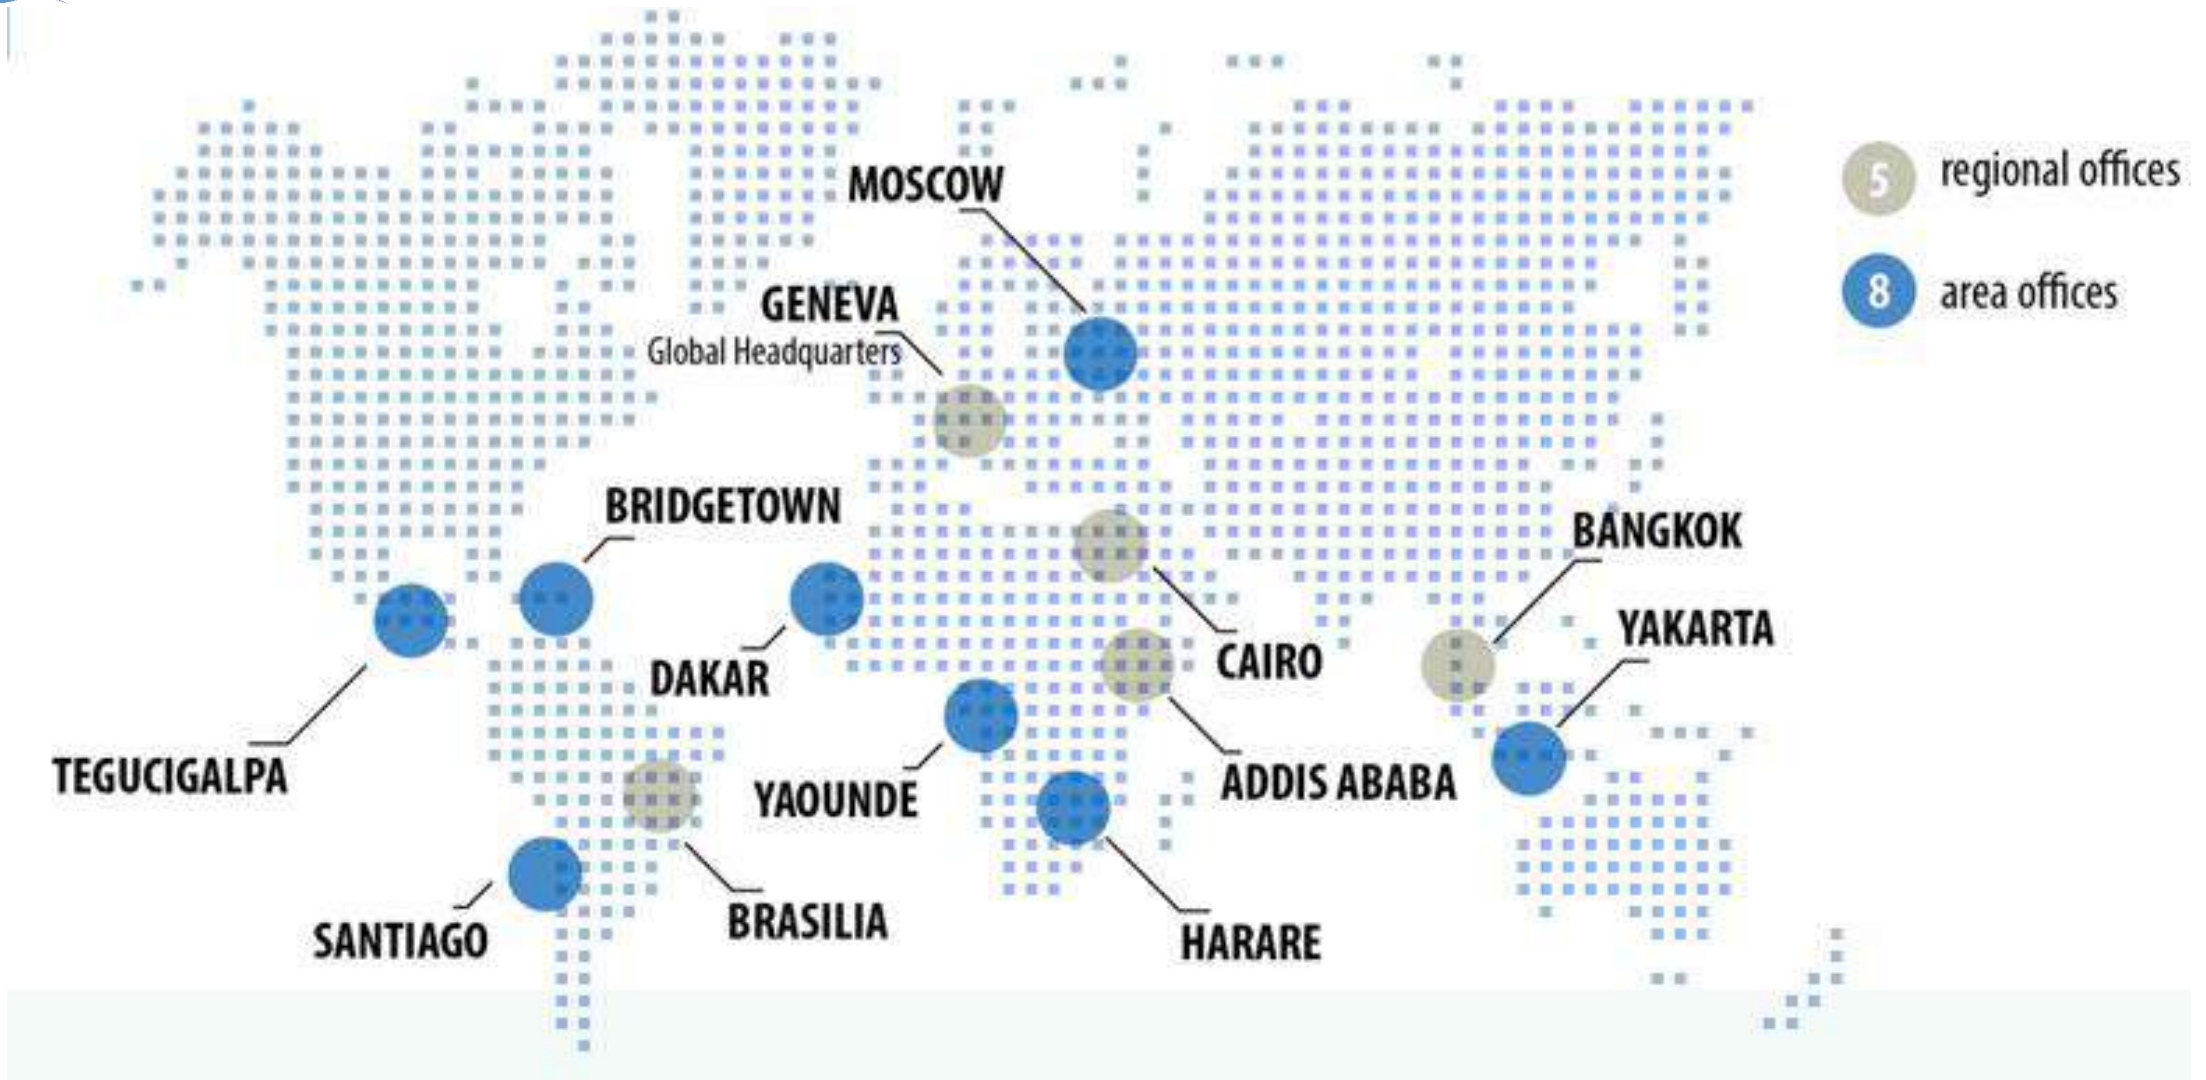 MOSCOW
5 regional offices
GENEVA
Global Headquarters
8 area offices
BRIDGETOWN
BANGKOK
YAKARTA
DAKAR
CAIRO
TEGUCIGALPA
YAOUNDE
ADDIS ABABA
SANTIAGO
BRASILIA
HARARE